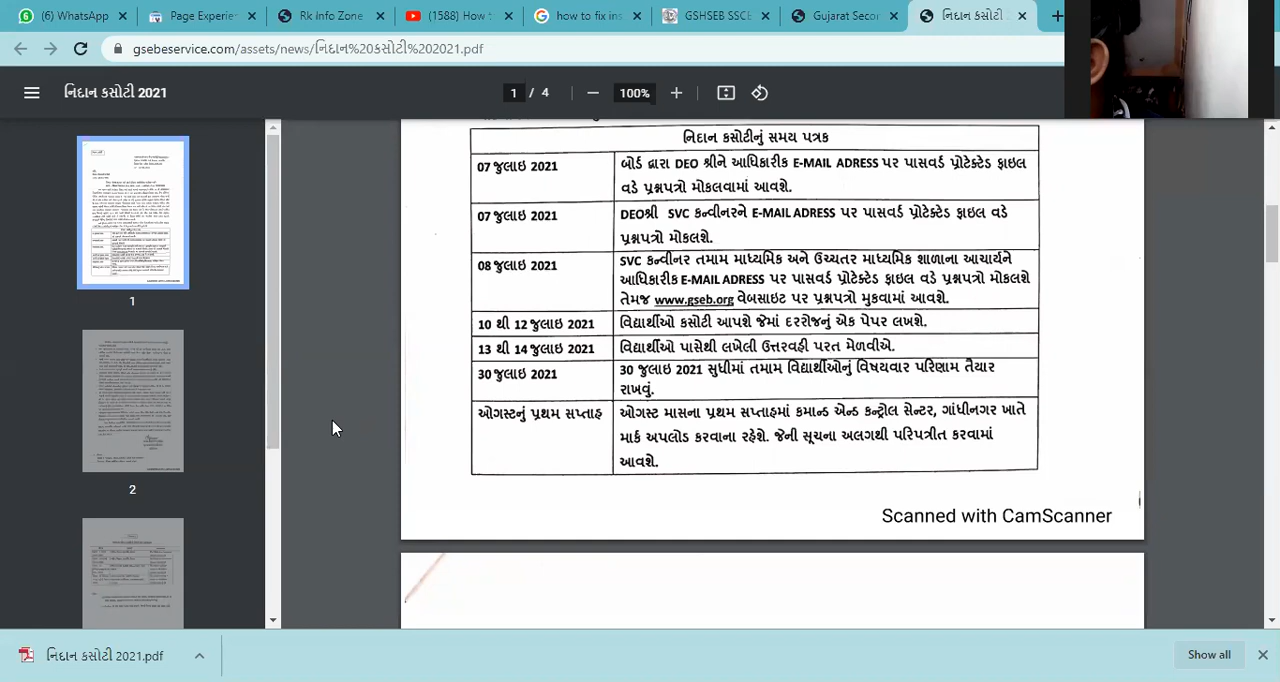 (6) WhatsApp
Page Experien
Rk Info Zone
(1588) How t
how to fix ins
GSHSEB SSCE
Gujarat Secor
નિદાન કસોટી 2
gsebeservice.com/assets/news/નિદાન%20કસોટી%202021.pdf
નિદાન કસોટી 2021
1 / 4
100%
નિદાન કસોટીનું સમય પત્રક
07 જુલાઇ 2021
બોર્ડ દ્વારા DEO શ્રીને આધિકારીક E-MAIL ADRESS પર પાસવર્ડ પ્રોટેક્ટેડ ફાઇલ
વડે પ્રશ્નપત્રો મોકલવામાં આવશે.
07 જુલાઇ 2021
DEOશ્રી SVC કન્વીનરને E-MAIL ADRESS પર પાસવર્ડ પ્રોટેક્ટેડ ફાઇલ વડે
પ્રશ્નપત્રો મોકલશે.
08 જુલાઇ 2021
SVC કન્વીનર તમામ માધ્યમિક અને ઉચ્ચતર માધ્યમિક શાળાના આચાર્યને
આધિકારીક E-MAIL ADRESS પર પાસવર્ડ પ્રોટેક્ટેડ ફાઇલ વડે પ્રશ્નપત્રો મોકલશે
તેમજ www.gseb.org વેબસાઇટ પર પ્રશ્નપત્રો મુકવામાં આવશે.
10 થી 12 જુલાઇ 2021
વિદ્યાર્થીઓ કસોટી આપશે જેમાં દરરોજનું એક પેપર લખશે.
13 થી 14 જુલાઇ 2021
વિદ્યાર્થીઓ પાસેથી લખેલી ઉત્તરવહી પરત મેળવીએ.
30 જુલાઇ 2021
30 જુલાઇ 2021 સુધીમાં તમામ વિદ્યાર્થીઓનું વિષયવાર પરિણામ તૈયાર
રાખવું.
ઓગસ્ટનું પ્રથમ સપ્તાહ
ઓગસ્ટ માસના પ્રથમ સપ્તાહમાં કમાન્ડ એન્ડ કન્ટ્રોલ સેન્ટર, ગાંધીનગર ખાતે
માર્ક અપલોડ કરવાના રહેશે. જેની સૂચના અલગથી પરિપત્રીત કરવામાં
આવશે.
Scanned with CamScanner
1
2
નિદાન કસોટી 2021.pdf
Show all